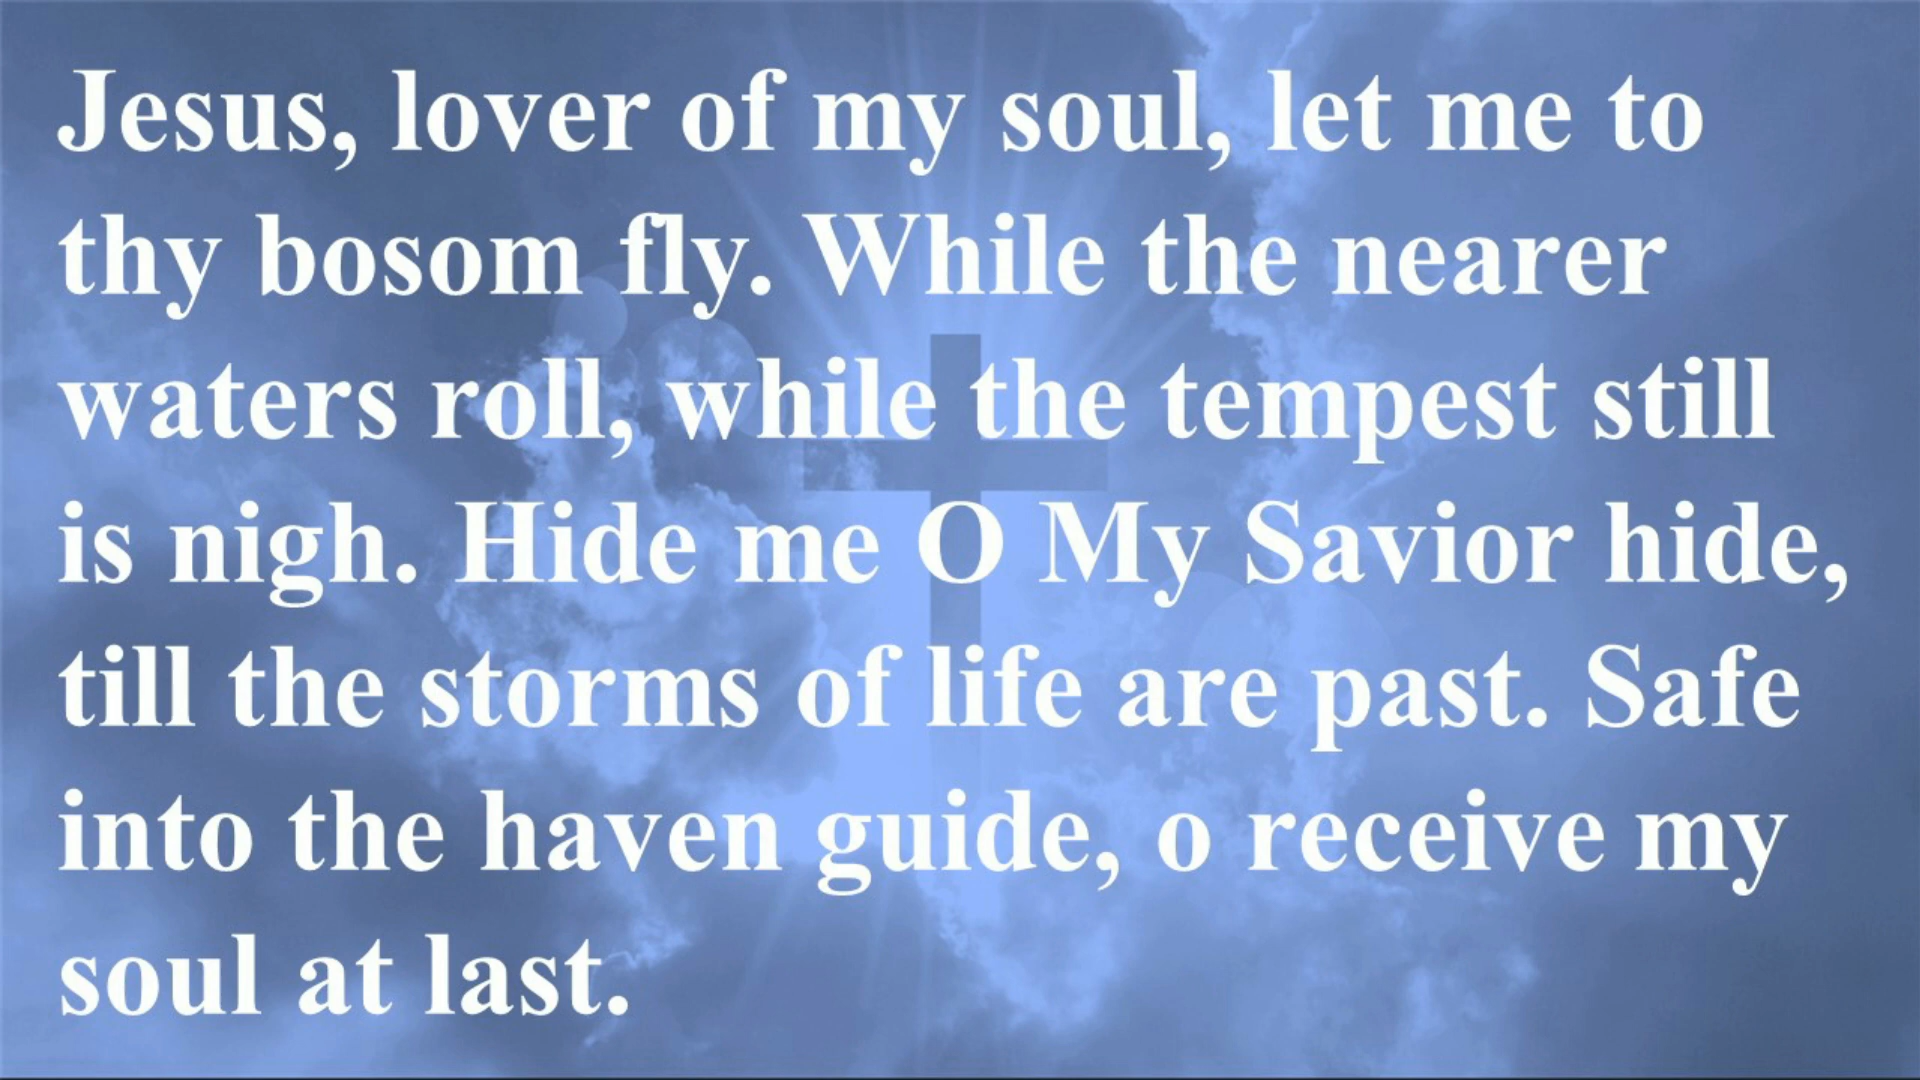 Jesus, lover of my soul, let me to
thy bosom fly. While the nearer
waters roll, while the tempest still
is nigh. Hide me O My Savior hide,
till the storms of life are past. Safe
into the haven guide, o receive my
soul at last.